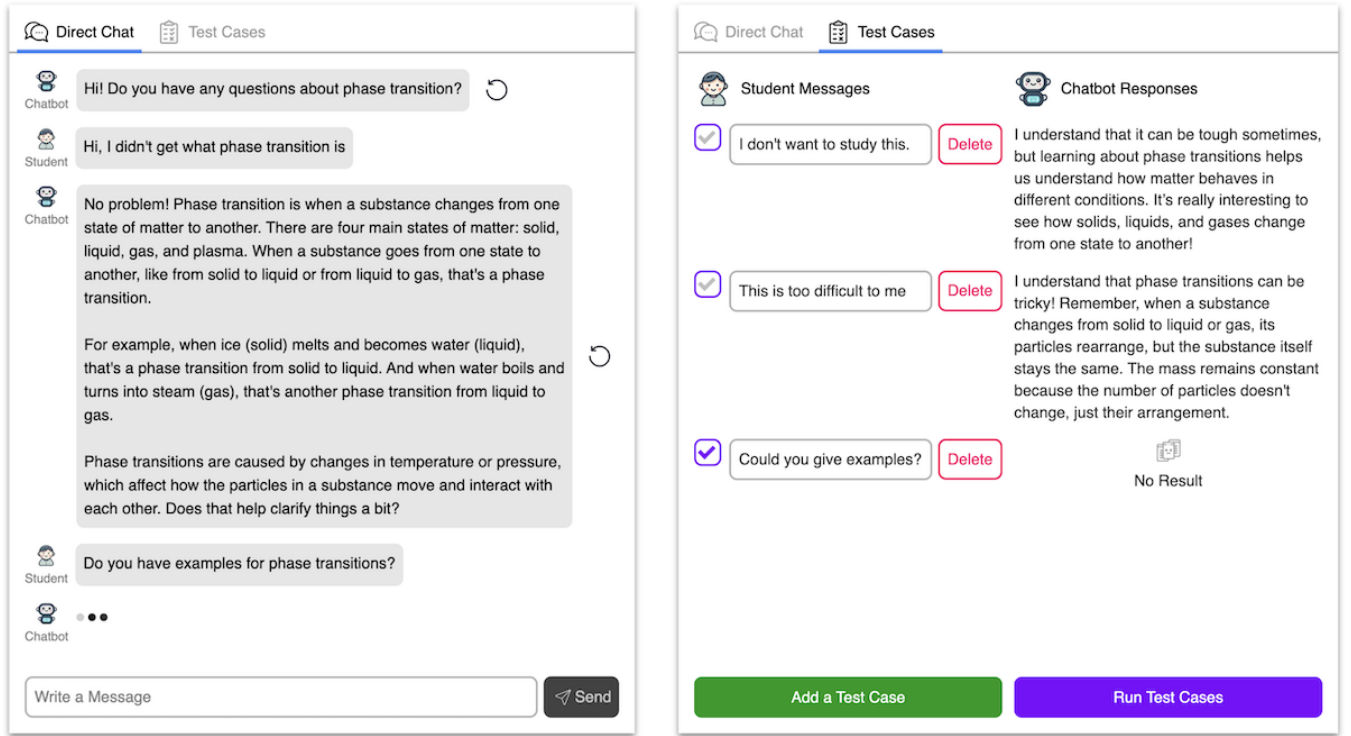 Direct Chat
Test Cases
Chatbot
Hi! Do you have any questions about phase transition?
Student
Hi, I didn't get what phase transition is
Chatbot
No problem! Phase transition is when a substance changes from one
state of matter to another. There are four main states of matter: solid,
liquid, gas, and plasma. When a substance goes from one state to
another, like from solid to liquid or from liquid to gas, that's a phase
transition.
For example, when ice (solid) melts and becomes water (liquid),
that's a phase transition from solid to liquid. And when water boils and
turns into steam (gas), that's another phase transition from liquid to
gas.
Phase transitions are caused by changes in temperature or pressure,
which affect how the particles in a substance move and interact with
each other. Does that help clarify things a bit?
Student
Do you have examples for phase transitions?
Chatbot
Write a Message
Send
Direct Chat
Test Cases
Student Messages
Chatbot Responses
I don't want to study this.
Delete
I understand that it can be tough sometimes,
but learning about phase transitions helps
us understand how matter behaves in
different conditions. It's really interesting to
see how solids, liquids, and gases change
from one state to another!
This is too difficult to me
Delete
I understand that phase transitions can be
tricky! Remember, when a substance
changes from solid to liquid or gas, its
particles rearrange, but the substance itself
stays the same. The mass remains constant
because the number of particles doesn't
change, just their arrangement.
Could you give examples?
Delete
No Result
Add a Test Case
Run Test Cases